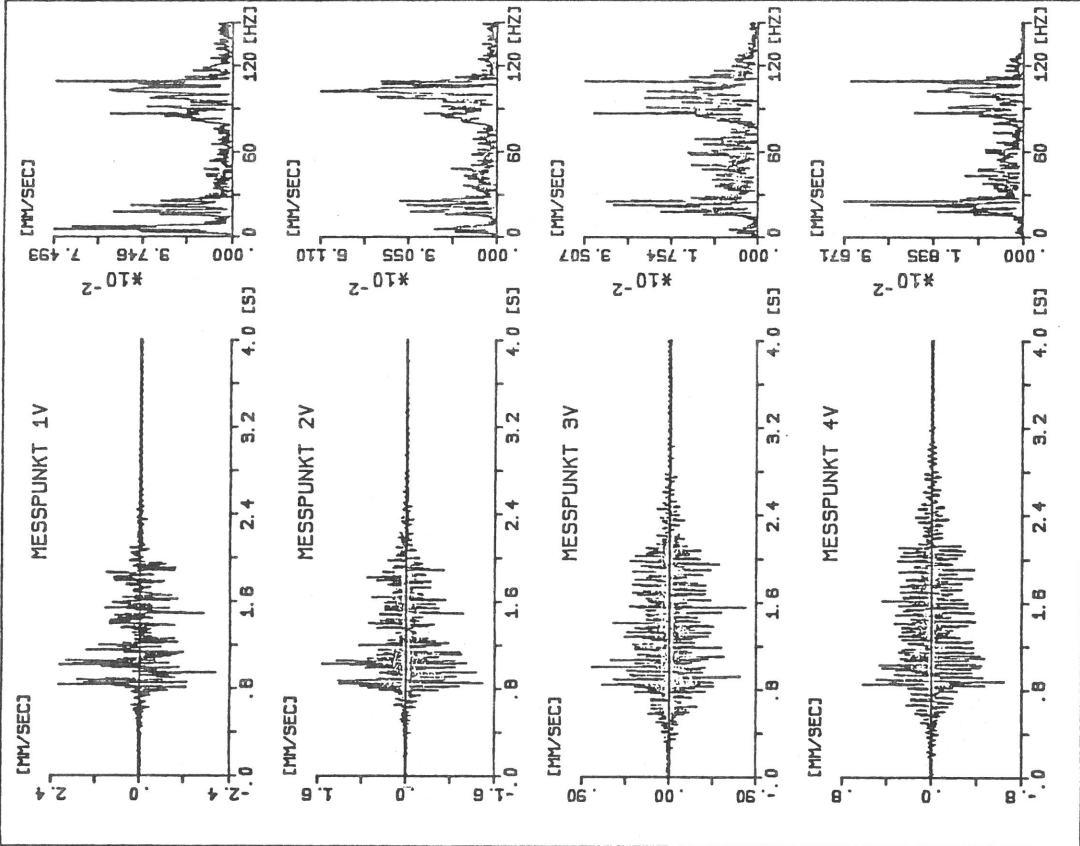 [MM/SEC]
MESSPUNKT 1V
2.4
.0
-2.4
.0 .8 1.6 2.4 3.2 4.0 [S]
[MM/SEC]
*10-2
7.493
3.746
.000
0 60 120 [HZ]
[MM/SEC]
MESSPUNKT 2V
1.6
.0
-1.6
.0 .8 1.6 2.4 3.2 4.0 [S]
[MM/SEC]
*10-2
6.110
3.055
.000
0 60 120 [HZ]
[MM/SEC]
MESSPUNKT 3V
.90
.00
-.90
.0 .8 1.6 2.4 3.2 4.0 [S]
[MM/SEC]
*10-2
3.507
1.754
.000
0 60 120 [HZ]
[MM/SEC]
MESSPUNKT 4V
.8
.0
-.8
.0 .8 1.6 2.4 3.2 4.0 [S]
[MM/SEC]
*10-2
3.671
1.835
.000
0 60 120 [HZ]